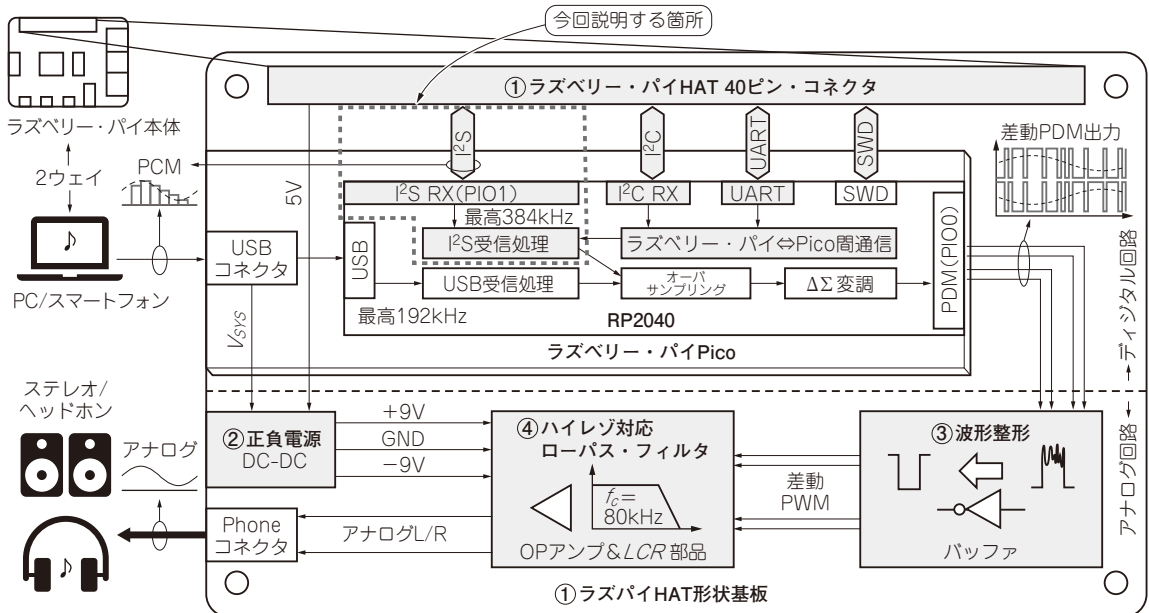 今回説明する箇所
①ラズベリー・パイHAT 40ピン・コネクタ
ラズベリー・パイ本体
2ウェイ
PCM
PC/スマートフォン
5V
I²S
I²C
UART
SWD
差動PDM出力
I²S RX(PIO1)
I²C RX
UART
SWD
最高384kHz
I²S受信処理
ラズベリー・パイ⇔Pico間通信
USB
コネクタ
USB
USB受信処理
オーバ
サンプリング
ΔΣ変調
PDM(PIO0)
最高192kHz
RP2040
ラズベリー・パイPico
VSYS
ディジタル回路
アナログ回路
ステレオ/
ヘッドホン
アナログ
②正負電源
DC-DC
+9V
GND
−9V
④ハイレゾ対応
ローパス・フィルタ
fc=
80kHz
OPアンプ&LCR部品
差動
PWM
③波形整形
バッファ
Phone
コネクタ
アナログL/R
①ラズパイHAT形状基板